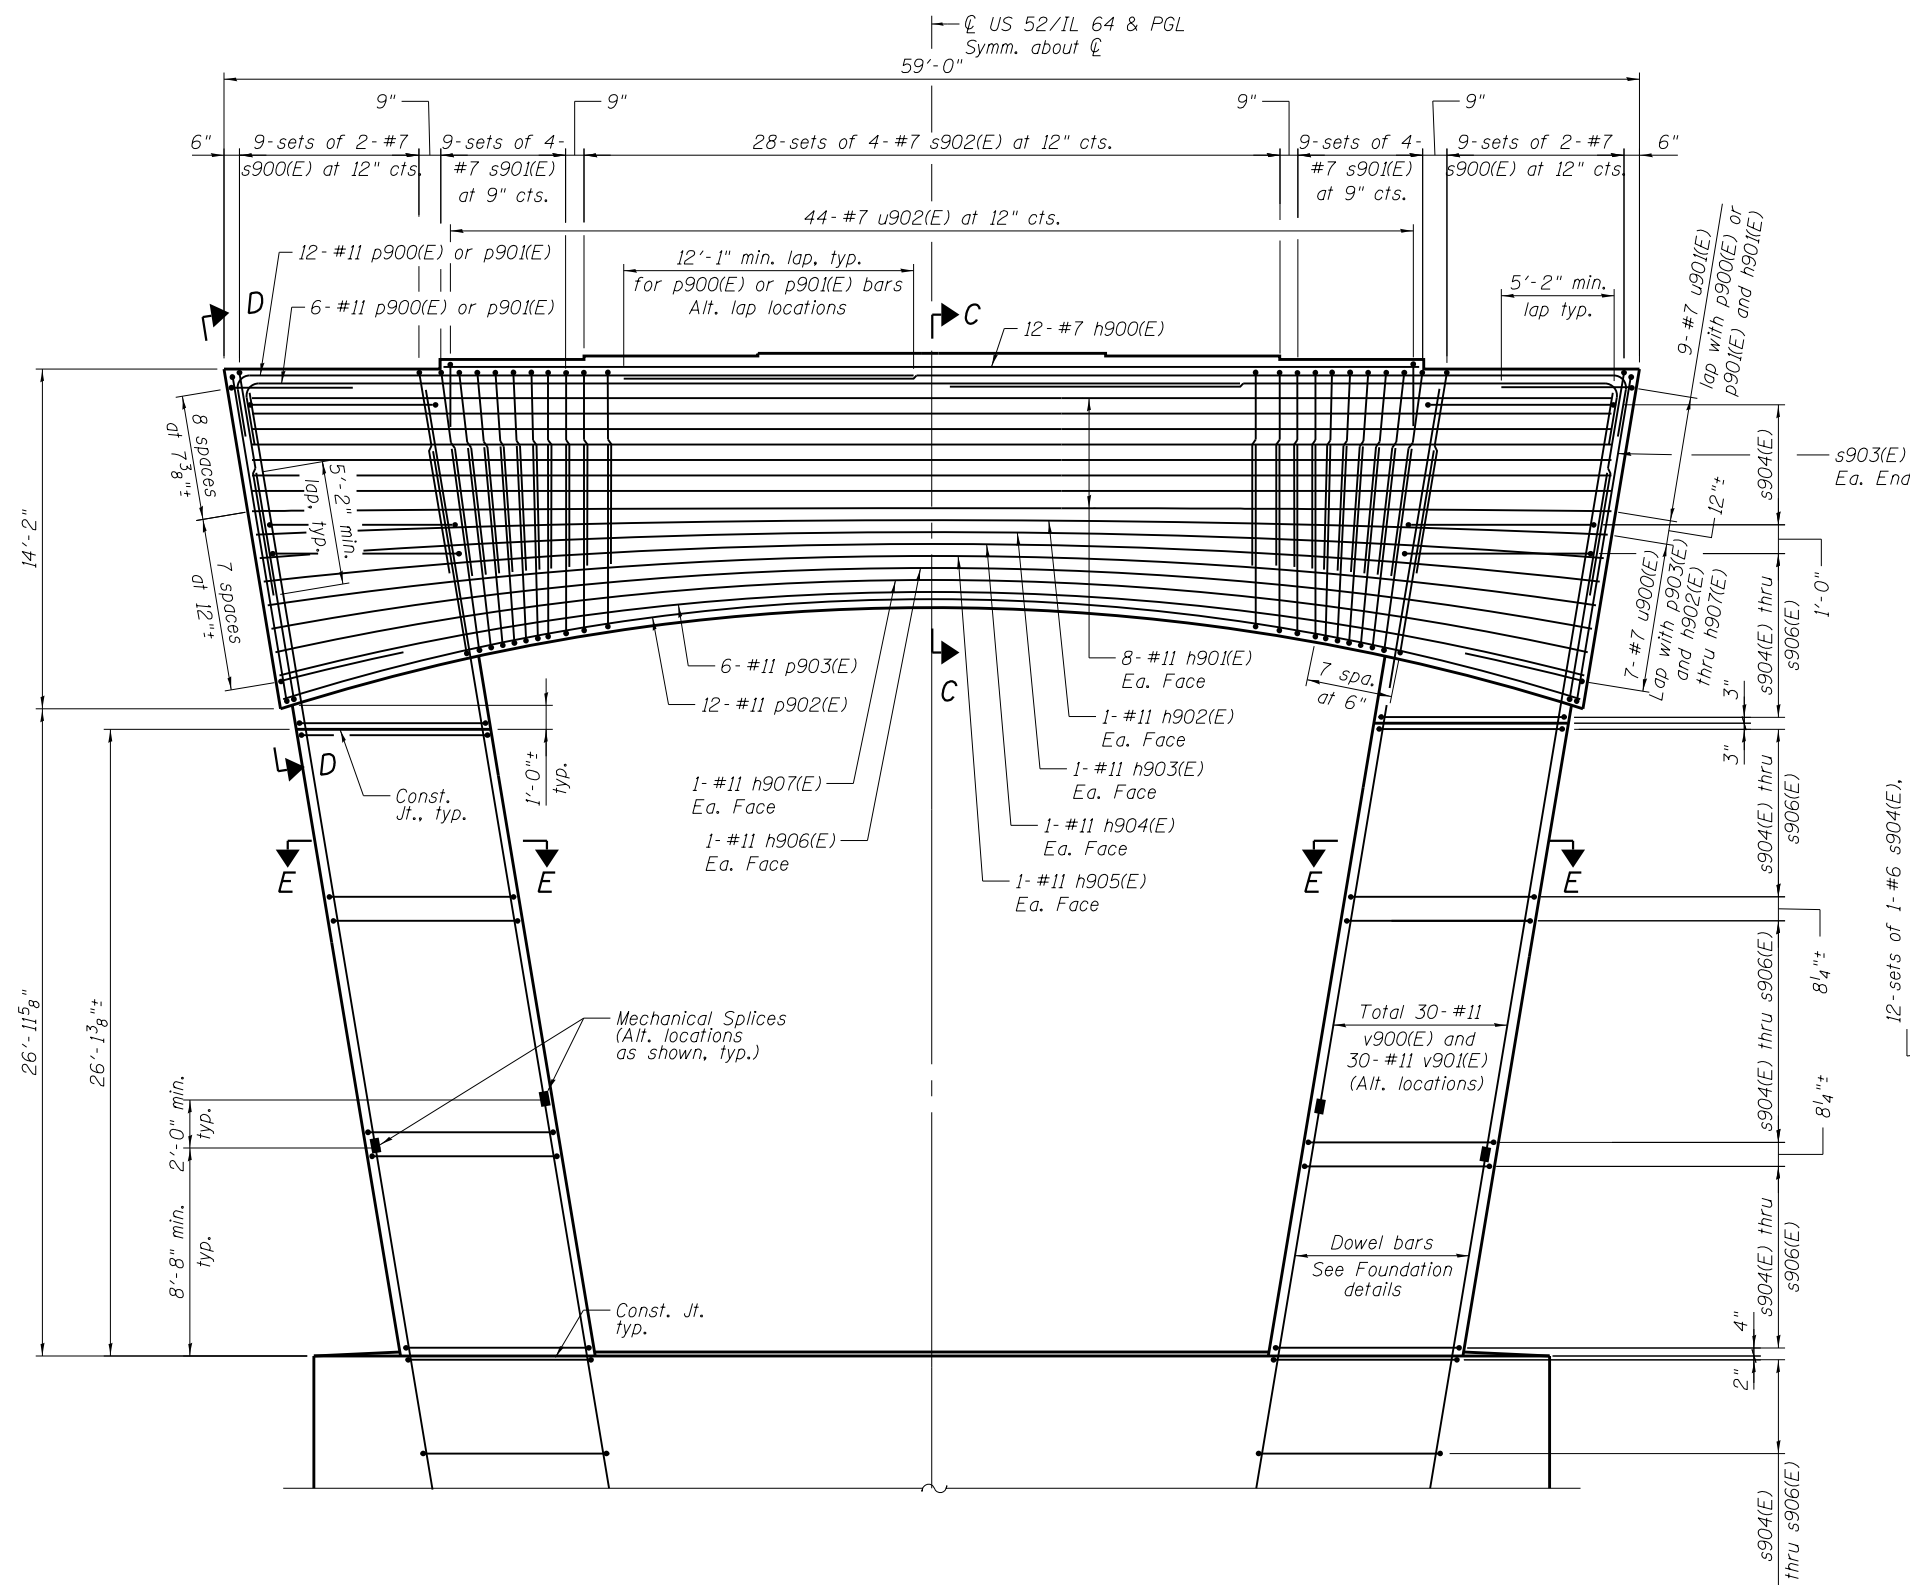 ℄ US 52/IL 64 & PGL
Symm. about ℄
59'-0"
9"
9"
9"
9"
6"
9-sets of 2-#7
s900(E) at 12" cts.
9-sets of 4-
#7 s901(E)
at 9" cts.
28-sets of 4-#7 s902(E) at 12" cts.
9-sets of 4-
#7 s901(E)
at 9" cts.
9-sets of 2-#7
s900(E) at 12" cts.
6"
44-#7 u902(E) at 12" cts.
12-#11 p900(E) or p901(E)
6-#11 p900(E) or p901(E)
12'-1" min. lap, typ.
for p900(E) or p901(E) bars
Alt. lap locations
5'-2" min.
lap typ.
9-#7 u901(E)
lap with p900(E) or
p901(E) and h901(E)
D
C
12-#7 h900(E)
8 spaces
at 7 3/8"±
5'-2" min.
lap, typ.
7 spaces
at 12"±
14'-2"
s904(E)
s903(E)
Ea. End
12"±
7-#7 u900(E)
Lap with p903(E)
and h902(E)
thru h907(E)
1'-0"
s904(E) thru
s906(E)
3"
3"
6-#11 p903(E)
12-#11 p902(E)
C
8-#11 h901(E)
Ea. Face
7 spa.
at 6"
1-#11 h902(E)
Ea. Face
1-#11 h903(E)
Ea. Face
1-#11 h904(E)
Ea. Face
1-#11 h905(E)
Ea. Face
1-#11 h907(E)
Ea. Face
1-#11 h906(E)
Ea. Face
D
Const.
Jt., typ.
1'-0"±
typ.
E
E
E
E
s904(E) thru
s906(E)
12-sets of 1-#6 s904(E),
26'-11 5/8"
26'-1 3/8"±
Mechanical Splices
(Alt. locations
as shown, typ.)
2'-0" min.
typ.
8'-8" min.
typ.
Total 30-#11
v900(E) and
30-#11 v901(E)
(Alt. locations)
8 1/4"±
s904(E) thru s906(E)
8 1/4"±
Dowel bars
See Foundation
details
s904(E) thru
s906(E)
Const. Jt.
typ.
4"
2"
s904(E)
thru s906(E)